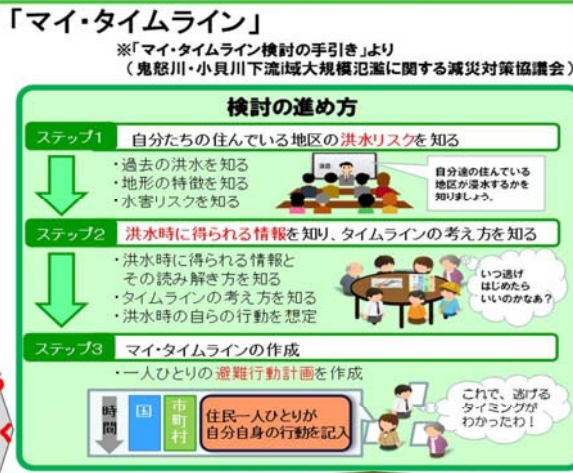 「マイ・タイムライン」
※「マイ・タイムライン検討の手引き」より
（鬼怒川・小貝川下流域大規模氾濫に関する減災対策協議会）
検討の進め方
ステップ1 自分たちの住んでいる地区の洪水リスクを知る
・過去の洪水を知る
・地形の特徴を知る
・水害リスクを知る
自分達の住んでいる
地区が浸水するかを
知りましょう。
ステップ2 洪水時に得られる情報を知り、タイムラインの考え方を知る
・洪水時に得られる情報と
その読み解き方を知る
・タイムラインの考え方を知る
・洪水時の自らの行動を想定
いつ逃げ
はじめたら
いいのかなあ？
ステップ3 マイ・タイムラインの作成
・一人ひとりの避難行動計画を作成
時間
国
市町村
住民一人ひとりが
自分自身の行動を記入
これで、逃げる
タイミングが
わかったわ！